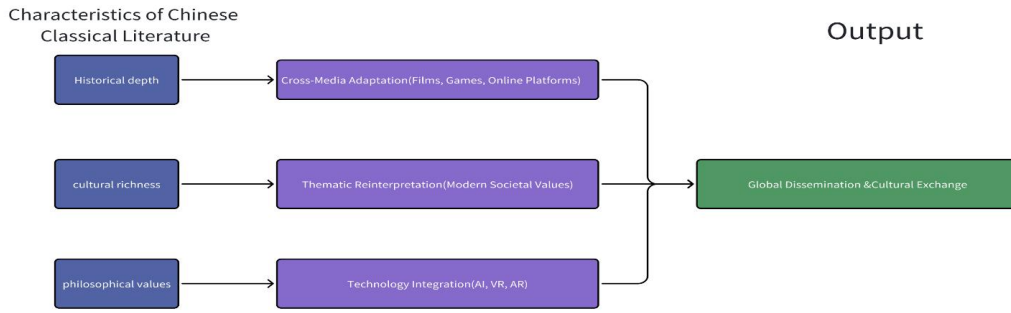 Characteristics of Chinese
Classical Literature
Output
Historical depth
Cross-Media Adaptation(Films, Games, Online Platforms)
cultural richness
Thematic Reinterpretation(Modern Societal Values)
Global Dissemination &Cultural Exchange
philosophical values
Technology Integration(AI, VR, AR)